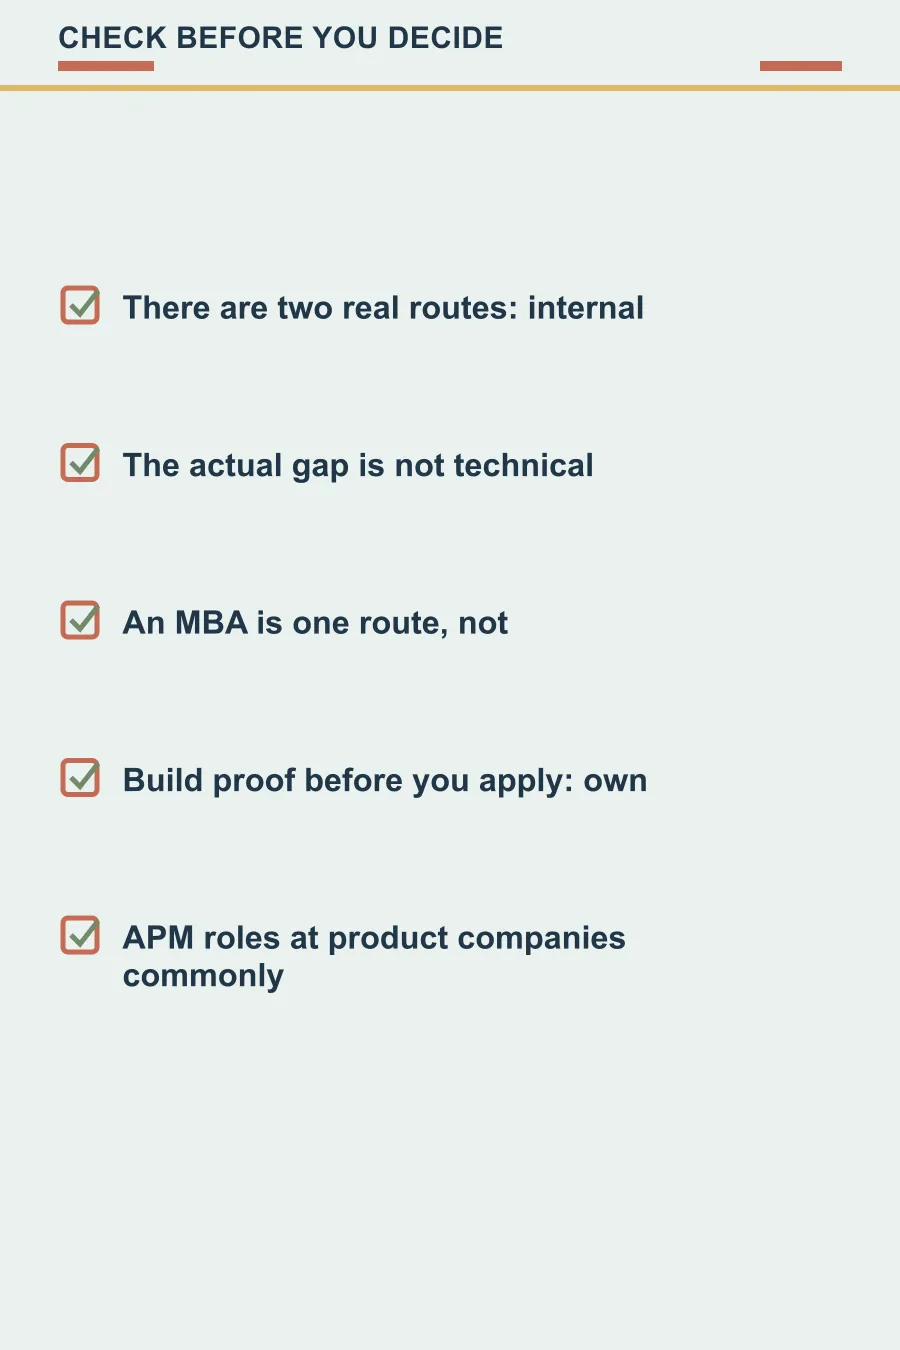 CHECK BEFORE YOU DECIDE
There are two real routes: internal
The actual gap is not technical
An MBA is one route, not
Build proof before you apply: own
APM roles at product companies
commonly